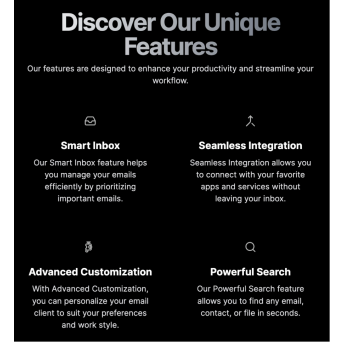 Discover Our Unique
Features
Our features are designed to enhance your productivity and streamline your
workflow.
Smart Inbox
Our Smart Inbox feature helps
you manage your emails
efficiently by prioritizing
important emails.
Seamless Integration
Seamless Integration allows you
to connect with your favorite
apps and services without
leaving your inbox.
Advanced Customization
With Advanced Customization,
you can personalize your email
client to suit your preferences
and work style.
Powerful Search
Our Powerful Search feature
allows you to find any email,
contact, or file in seconds.